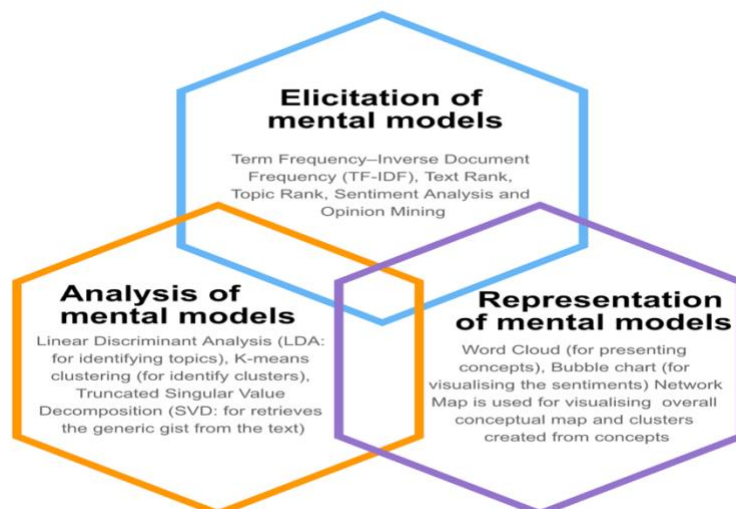 Elicitation of
mental models
Term Frequency–Inverse Document
Frequency (TF-IDF), Text Rank,
Topic Rank, Sentiment Analysis and
Opinion Mining
Analysis of
mental models
Linear Discriminant Analysis (LDA:
for identifying topics), K-means
clustering (for identify clusters),
Truncated Singular Value
Decomposition (SVD: for retrieves
the generic gist from the text)
Representation
of mental models
Word Cloud (for presenting
concepts), Bubble chart (for
visualising the sentiments) Network
Map is used for visualising overall
conceptual map and clusters
created from concepts